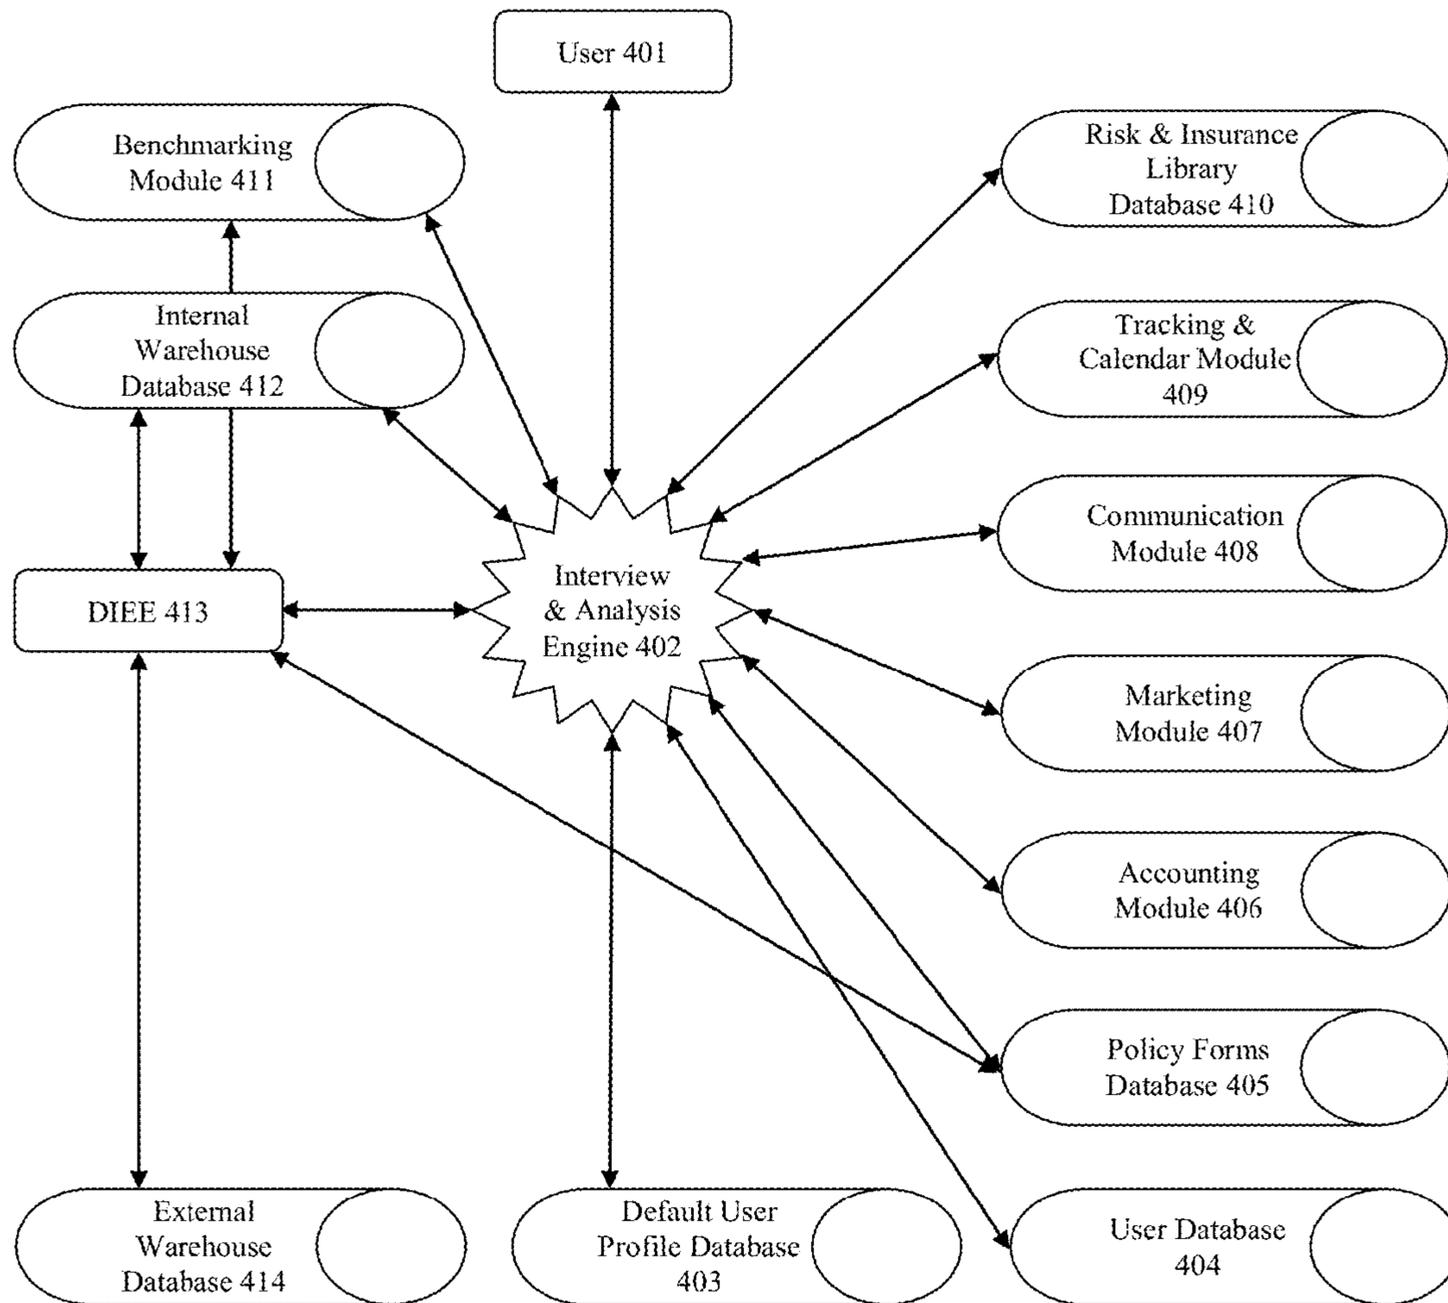 User 401
Benchmarking
Module 411
Risk & Insurance
Library
Database 410
Internal
Warehouse
Database 412
Tracking &
Calendar Module
409
Communication
Module 408
DIEE 413
Interview
& Analysis
Engine 402
Marketing
Module 407
Accounting
Module 406
Policy Forms
Database 405
External
Warehouse
Database 414
Default User
Profile Database
403
User Database
404